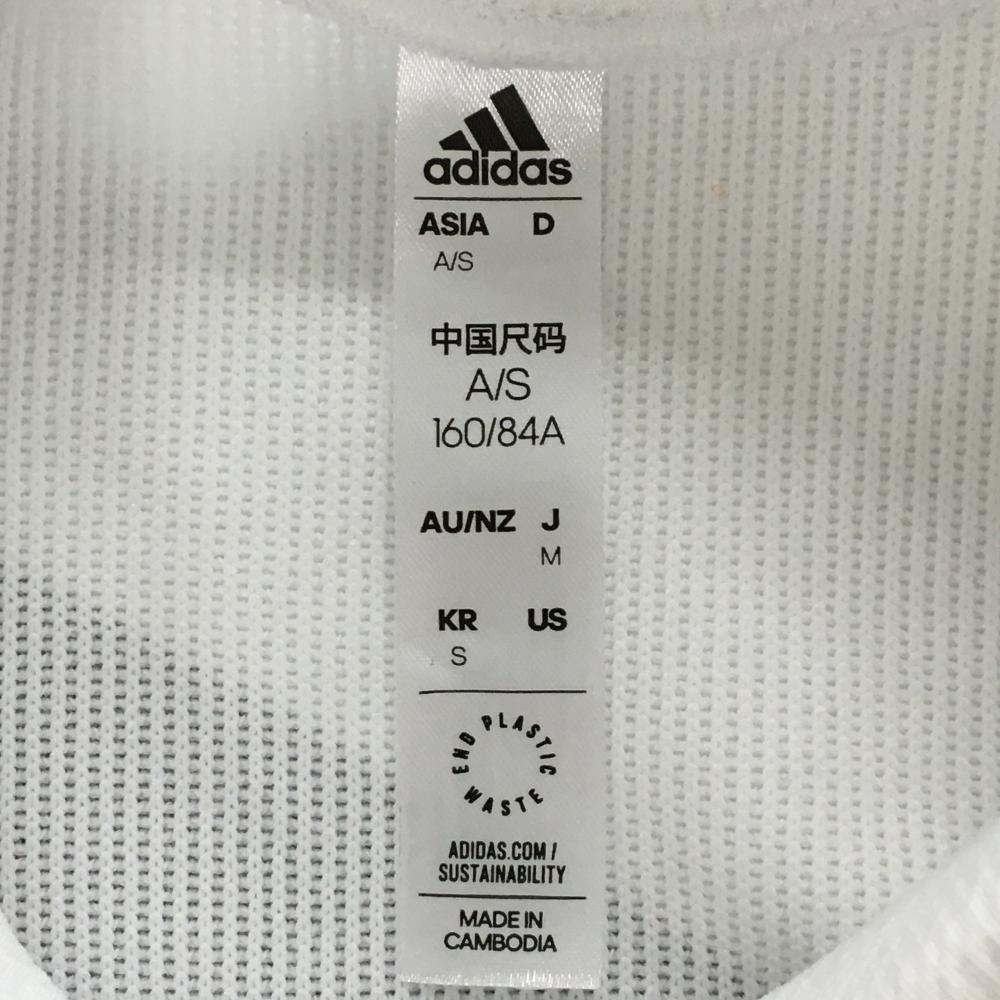 adidas
ASIA D
A/S
中国尺码
A/S
160/84A
AU/NZ J
M
KR US
S
END PLASTIC WASTE
ADIDAS.COM /
SUSTAINABILITY
MADE IN
CAMBODIA